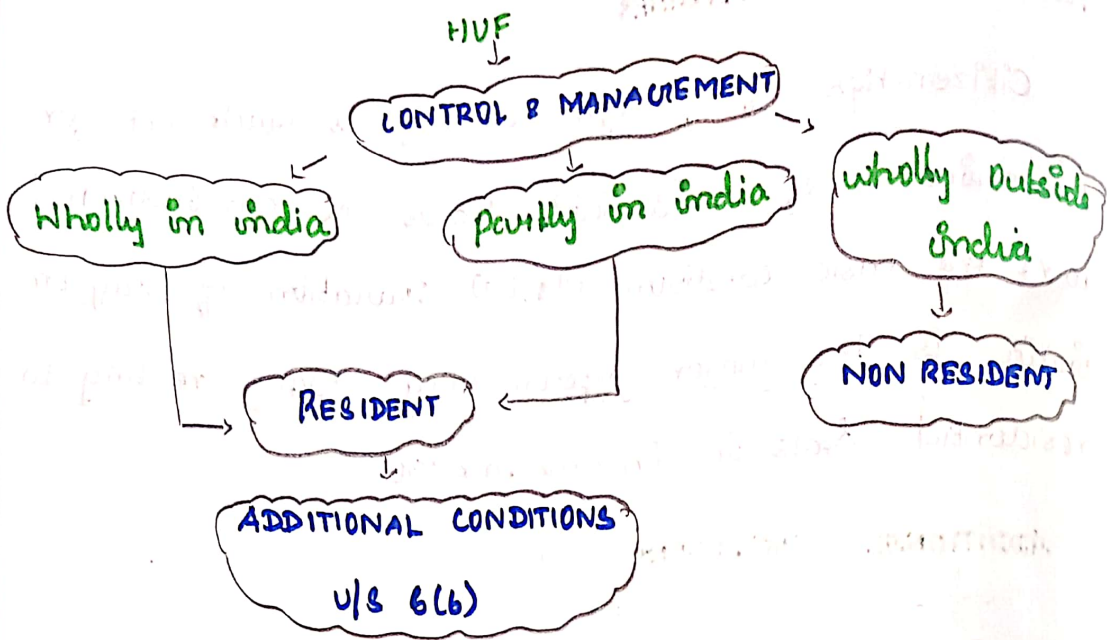 HUF
CONTROL & MANAGEMENT
Wholly in india
Partly in india
Wholly Outside
india
RESIDENT
NON RESIDENT
ADDITIONAL CONDITIONS
U/S 6(6)